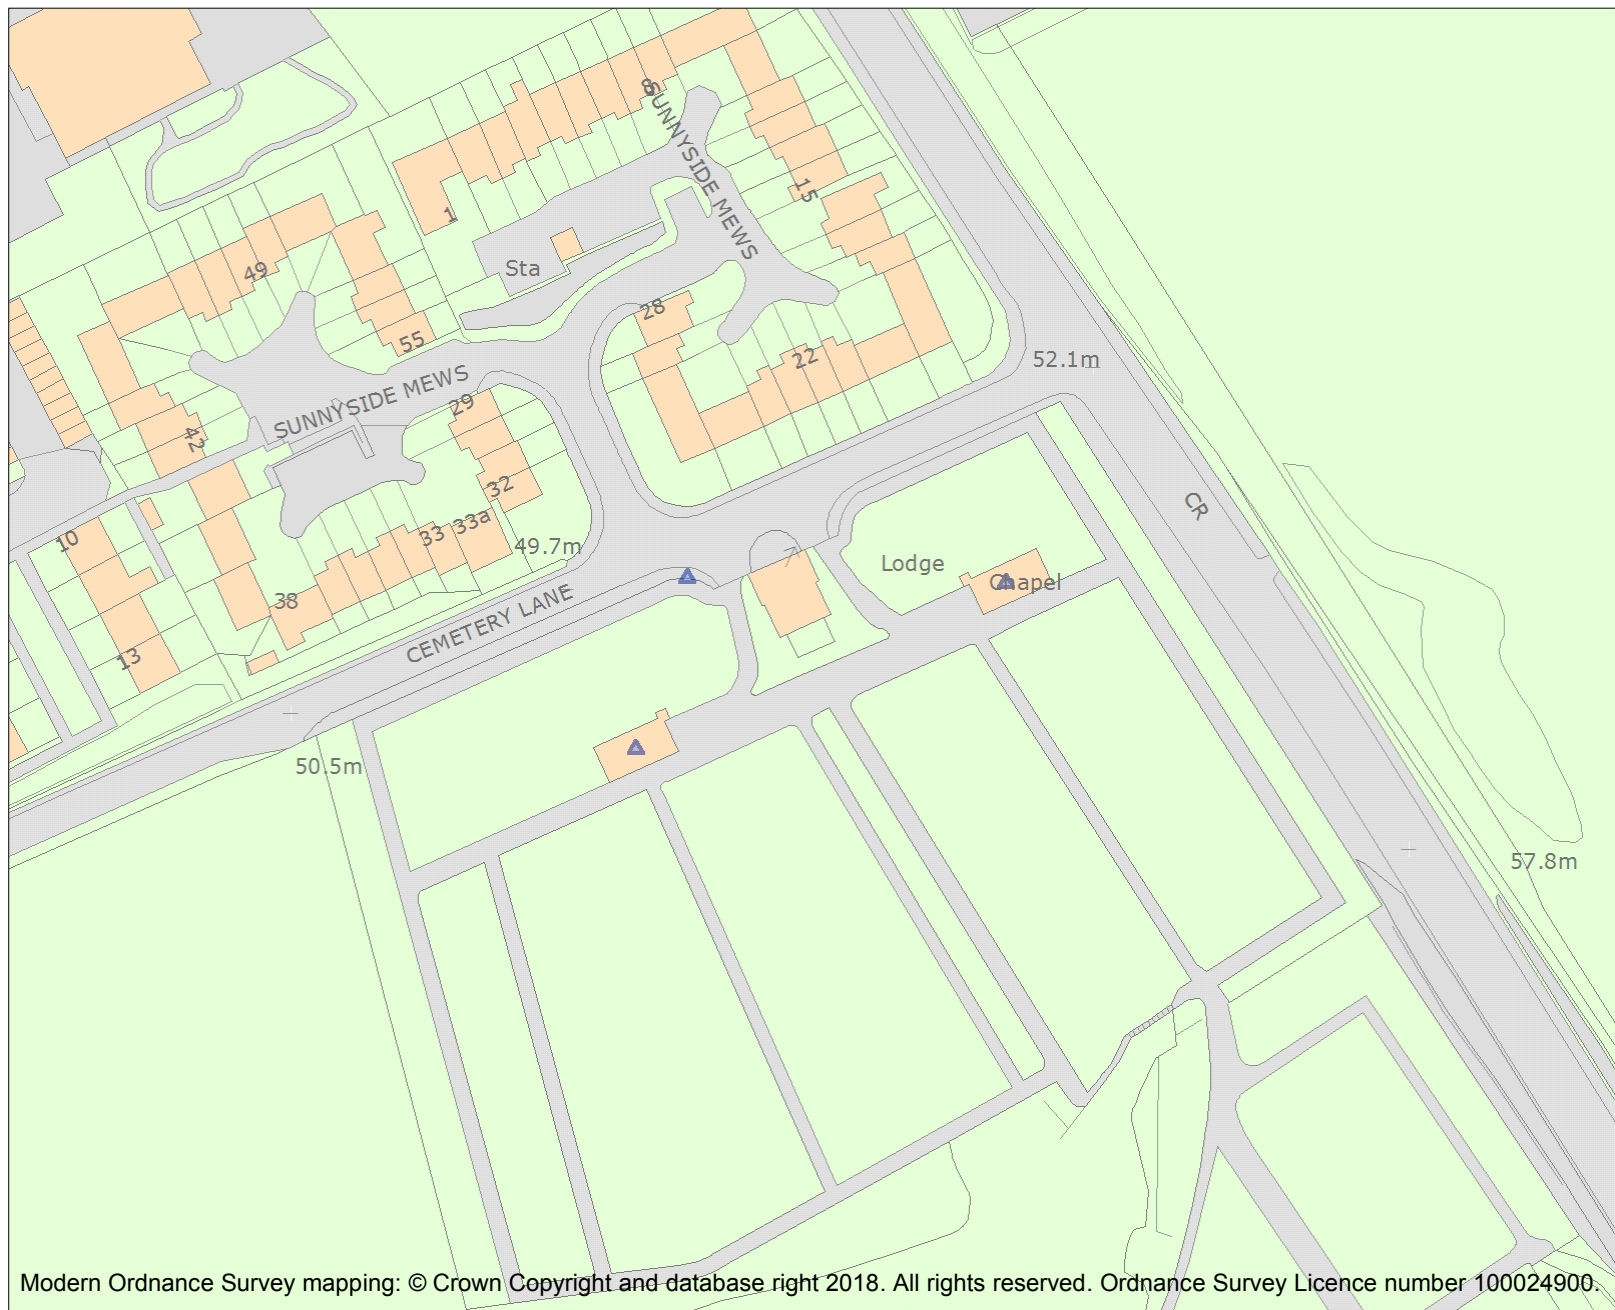 8
SUNNYSIDE MEWS
15
1
Sta
49
28
55
22
52.1m
SUNNYSIDE MEWS
29
42
32
CR
33a
33
10
49.7m
Lodge
Chapel
38
CEMETERY LANE
13
50.5m
57.8m
Modern Ordnance Survey mapping: © Crown Copyright and database right 2018. All rights reserved. Ordnance Survey Licence number 100024900.